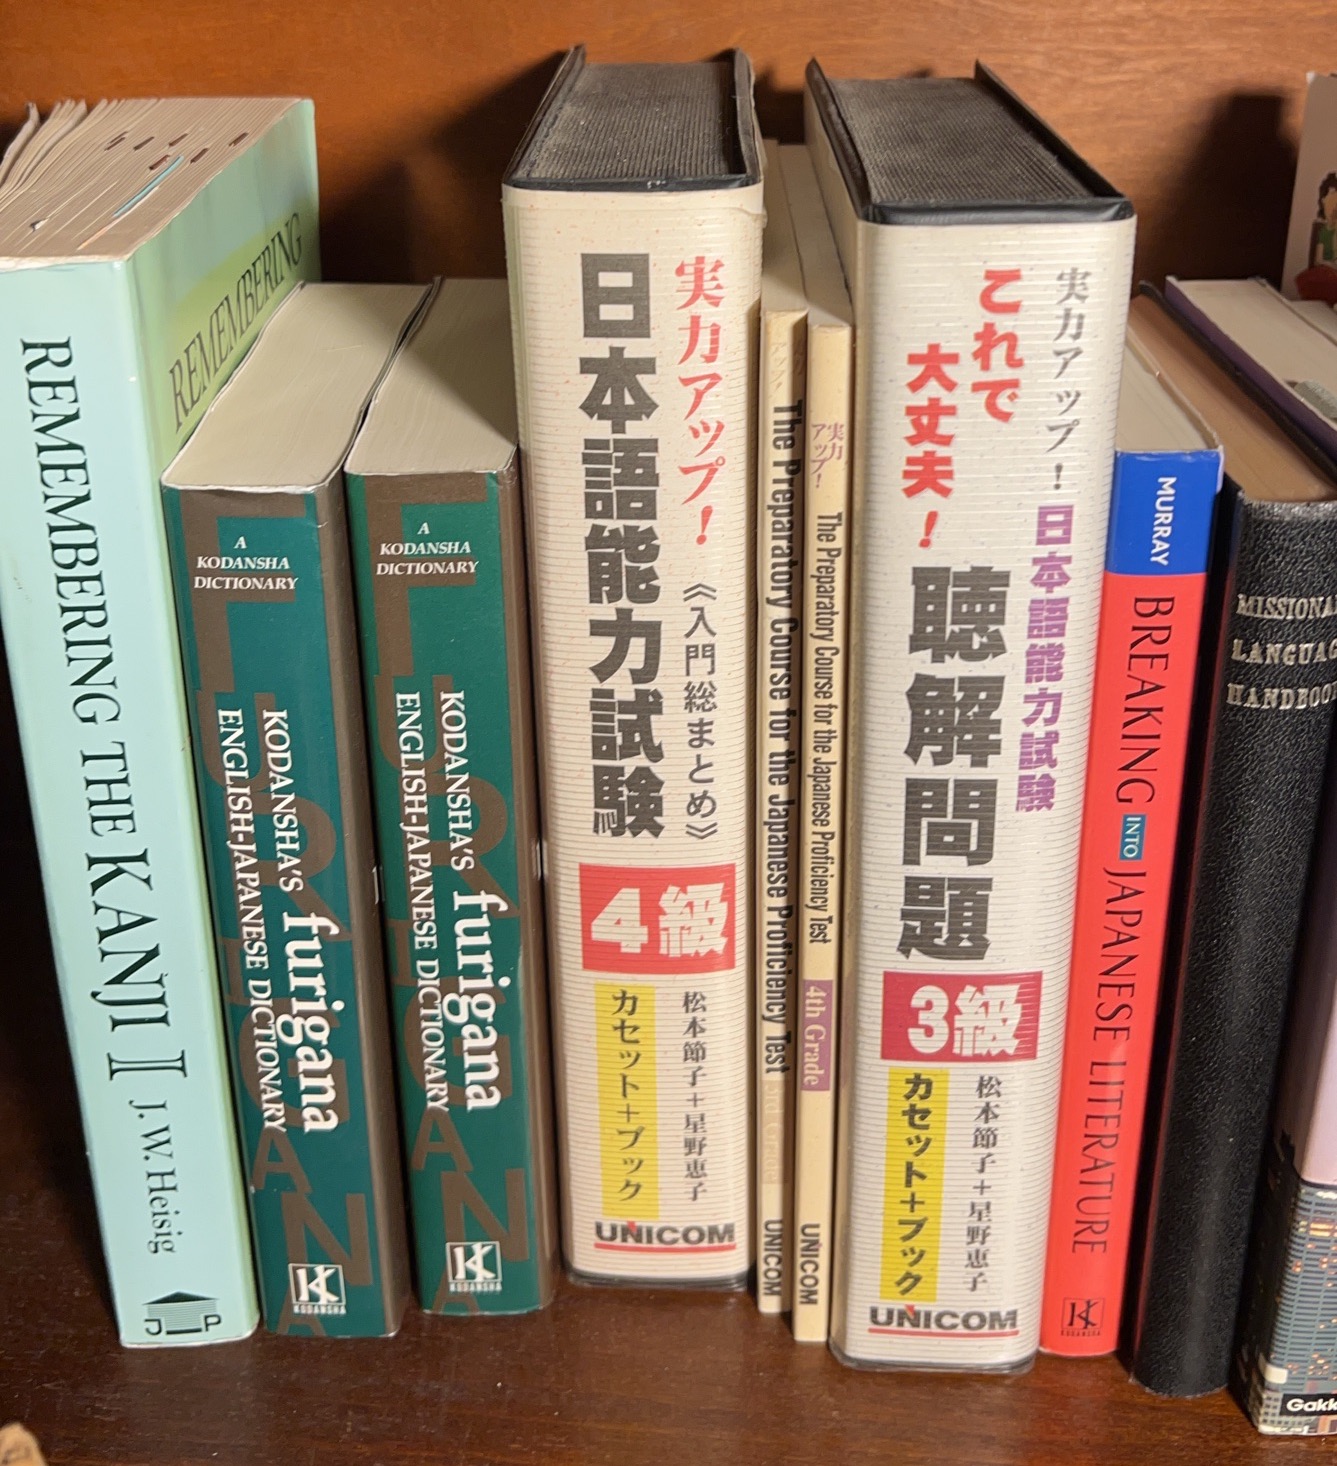 REMEMBERING
REMEMBERING THE KANJI II J. W. Heisig
JP
A
KODANSHA
DICTIONARY
KODANSHA'S furigana
ENGLISH-JAPANESE DICTIONARY
KODANSHA
A
KODANSHA
DICTIONARY
KODANSHA'S furigana
ENGLISH-JAPANESE DICTIONARY
KODANSHA
実力アップ!《入門総まとめ》
日本語能力試験
4級
松本節子+星野恵子
カセット+ブック
UNICOM
アップ!
The Preparatory Course for the Japanese Proficiency Test
UNICOM
実力
アップ!
The Preparatory Course for the Japanese Proficiency Test
4th Grade
UNICOM
実力アップ!日本語能力試験
これで
大丈夫!
聴解問題
3級
松本節子+星野恵子
カセット+ブック
UNICOM
MURRAY
BREAKING INTO JAPANESE LITERATURE
KODANSHA
MISSIONA
LANGUAG
HANDBOO
Gakk